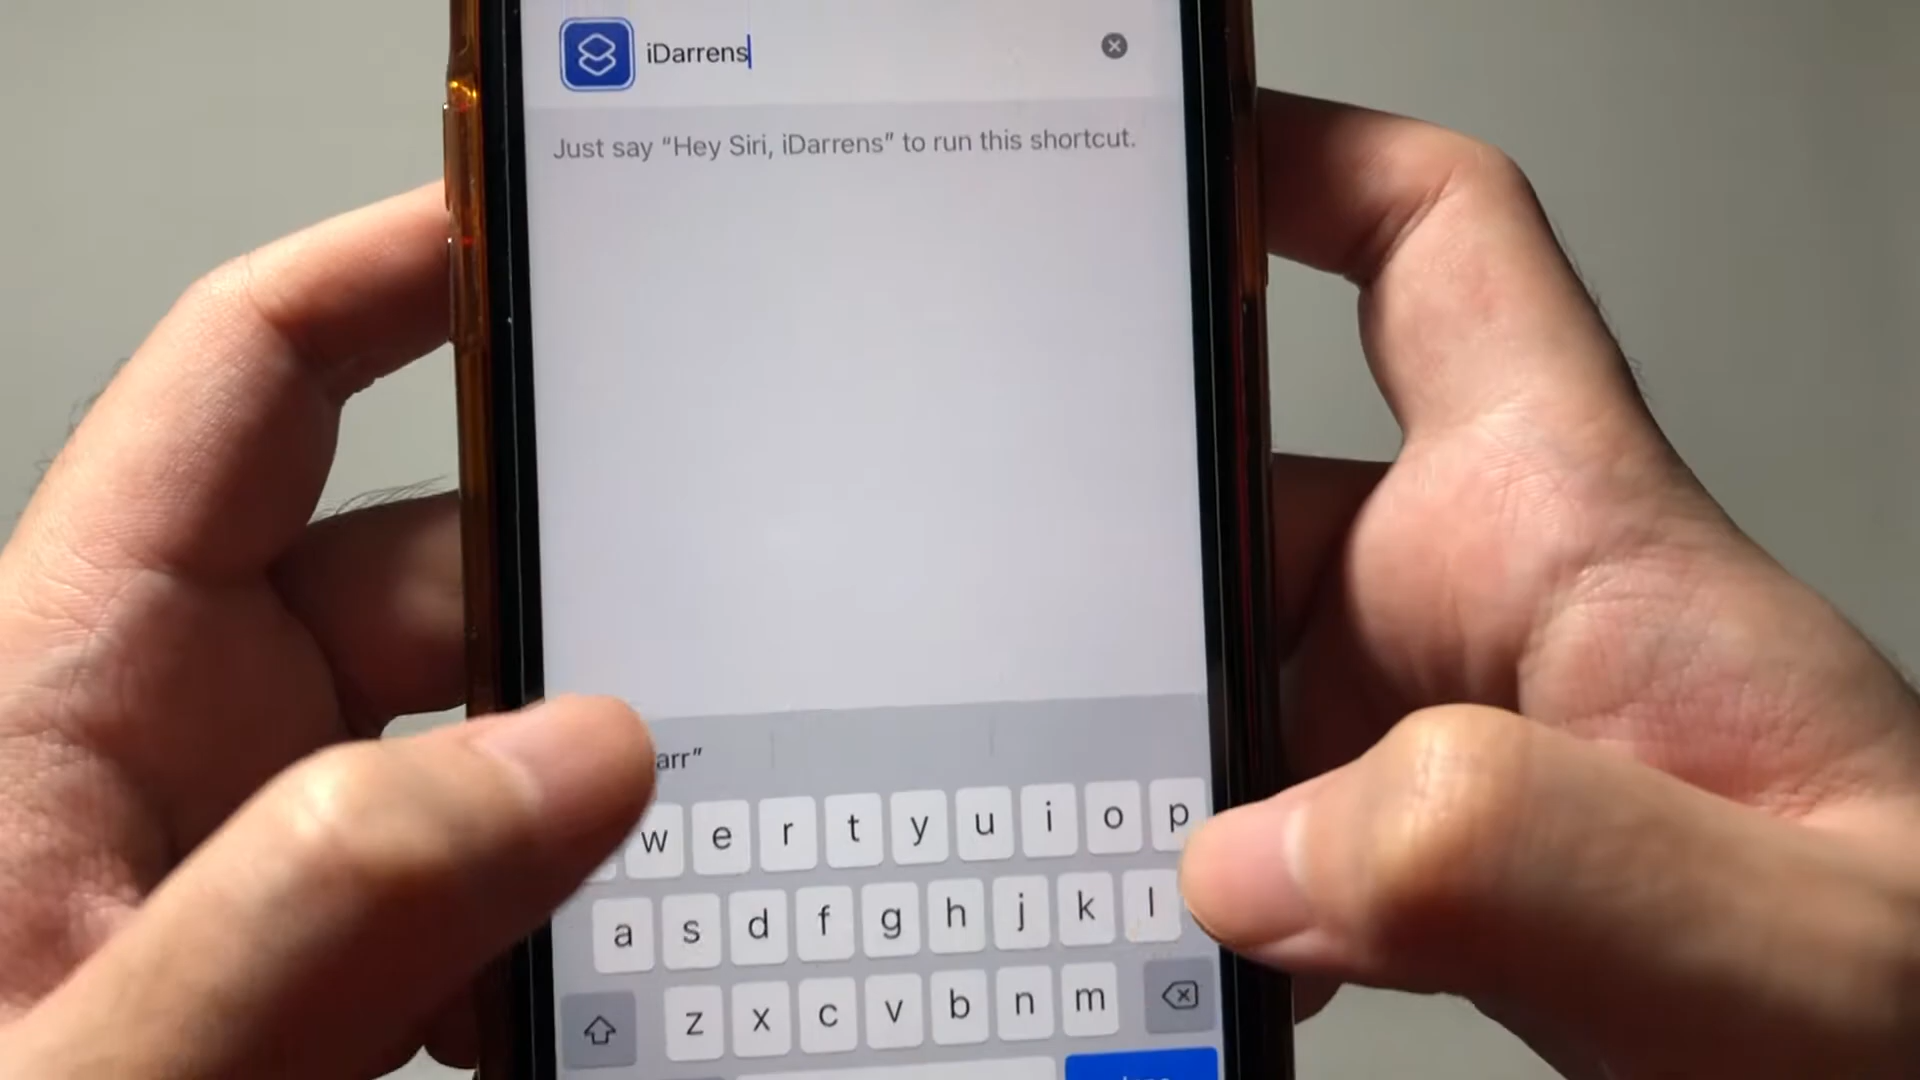 iDarrens
Just say “Hey Siri, iDarrens” to run this shortcut.
arr”
w e r t y u i o p
a s d f g h j k l
z x c v b n m